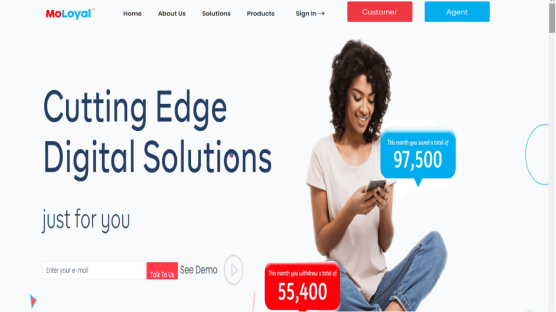 MoLoyal
Home About Us Solutions Products Sign In → Customer Agent
Cutting Edge
Digital Solutions
just for you
This month you saved a total of
97,500
Enter your e-mail Talk To Us See Demo
This month you withdrew a total of
55,400